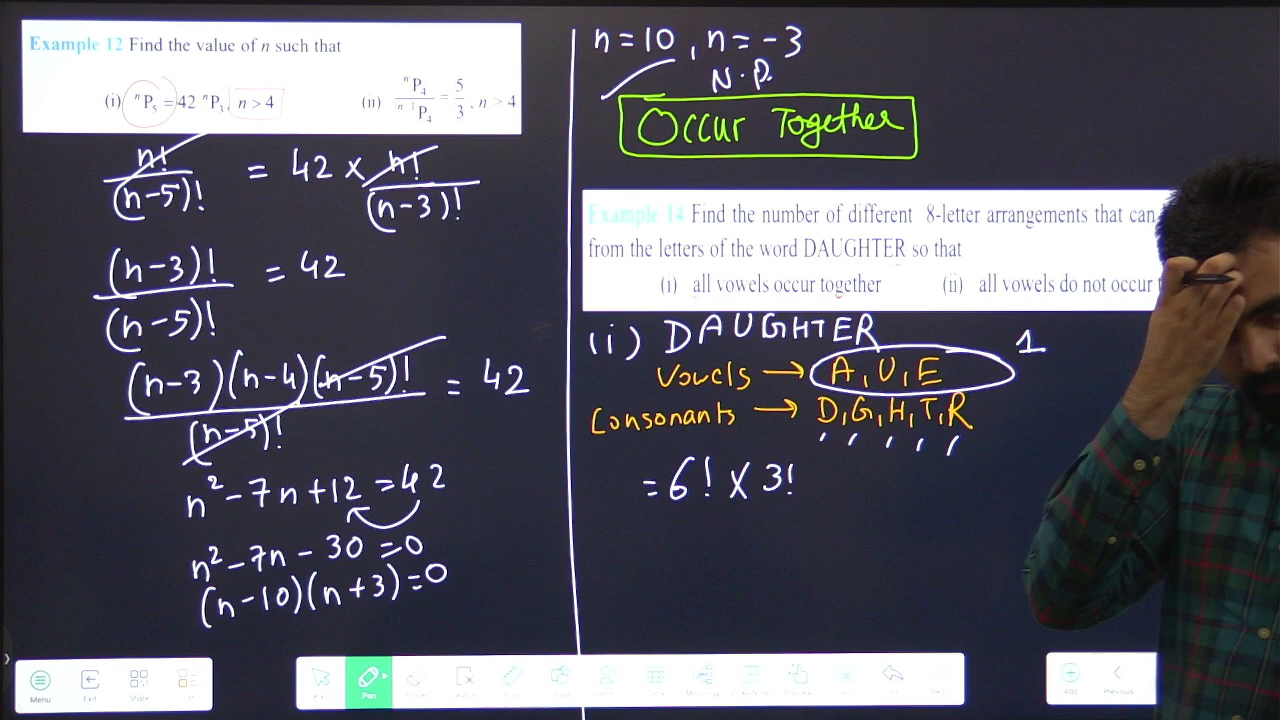 Example 12 Find the value of n such that
(i) ⁿP₅ = 42 ⁿP₃, n > 4
(ii) ⁿP₄ / ⁿ⁻¹P₄ = 5/3, n > 4
n!/(n-5)! = 42 × n!/(n-3)!
(n-3)!/(n-5)! = 42
(n-3)(n-4)(n-5)!/(n-5)! = 42
n² - 7n + 12 = 42
n² - 7n - 30 = 0
(n-10)(n+3) = 0
n = 10, n = -3
N.P.
Occur Together
Example 14 Find the number of different 8-letter arrangements that can
from the letters of the word DAUGHTER so that
(i) all vowels occur together (ii) all vowels do not occur
(i) DAUGHTER 1
Vowels → A, U, E
Consonants → D, G, H, T, R
= 6! × 3!
Menu Exit Share Pen Add Previous